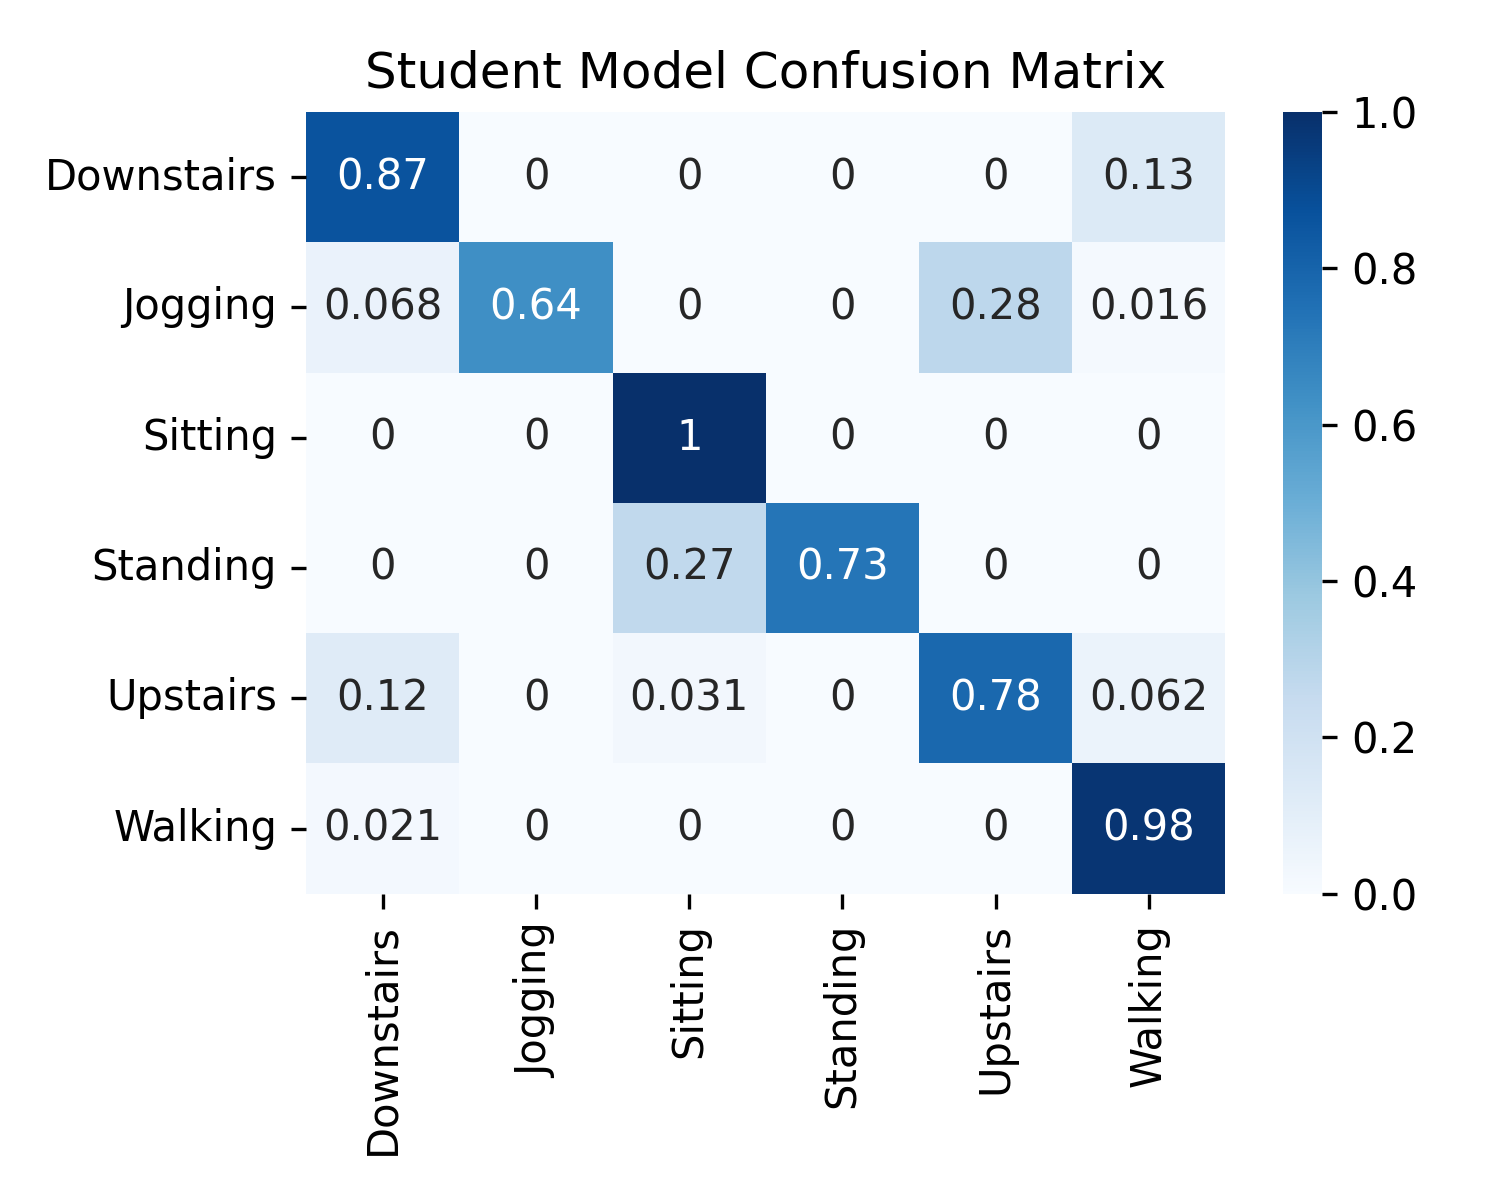 Student Model Confusion Matrix
Downstairs 0.87 0 0 0 0 0.13
Jogging 0.068 0.64 0 0 0.28 0.016
Sitting 0 0 1 0 0 0
Standing 0 0 0.27 0.73 0 0
Upstairs 0.12 0 0.031 0 0.78 0.062
Walking 0.021 0 0 0 0 0.98
Downstairs
Jogging
Sitting
Standing
Upstairs
Walking
1.0
0.8
0.6
0.4
0.2
0.0